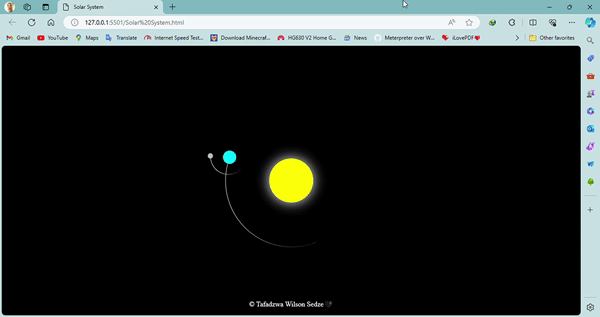 Solar System
127.0.0.1:5501/Solar%20System.html
Gmail
YouTube
Maps
Translate
Internet Speed Test...
Download Minecraf...
HG630 V2 Home G...
News
Meterpreter over W...
iLovePDF
Other favorites
© Tafadzwa Wilson Sedze